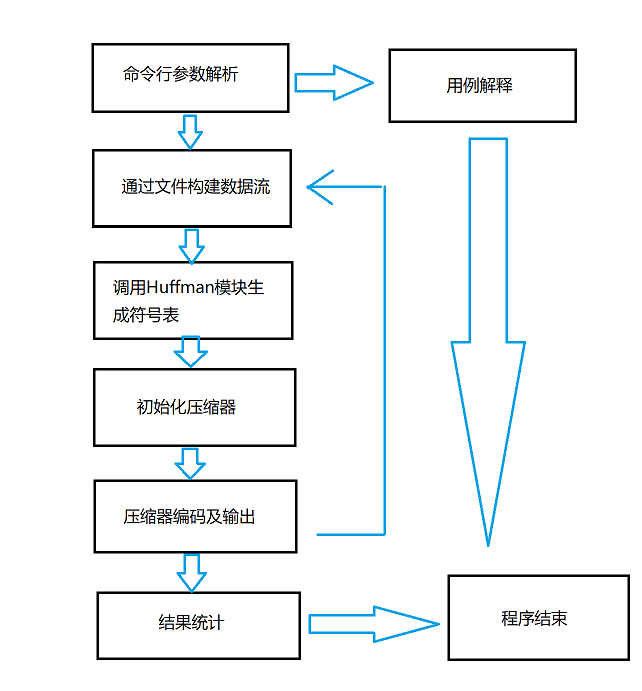 命令行参数解析
用例解释
通过文件构建数据流
调用Huffman模块生
成符号表
初始化压缩器
压缩器编码及输出
结果统计
程序结束